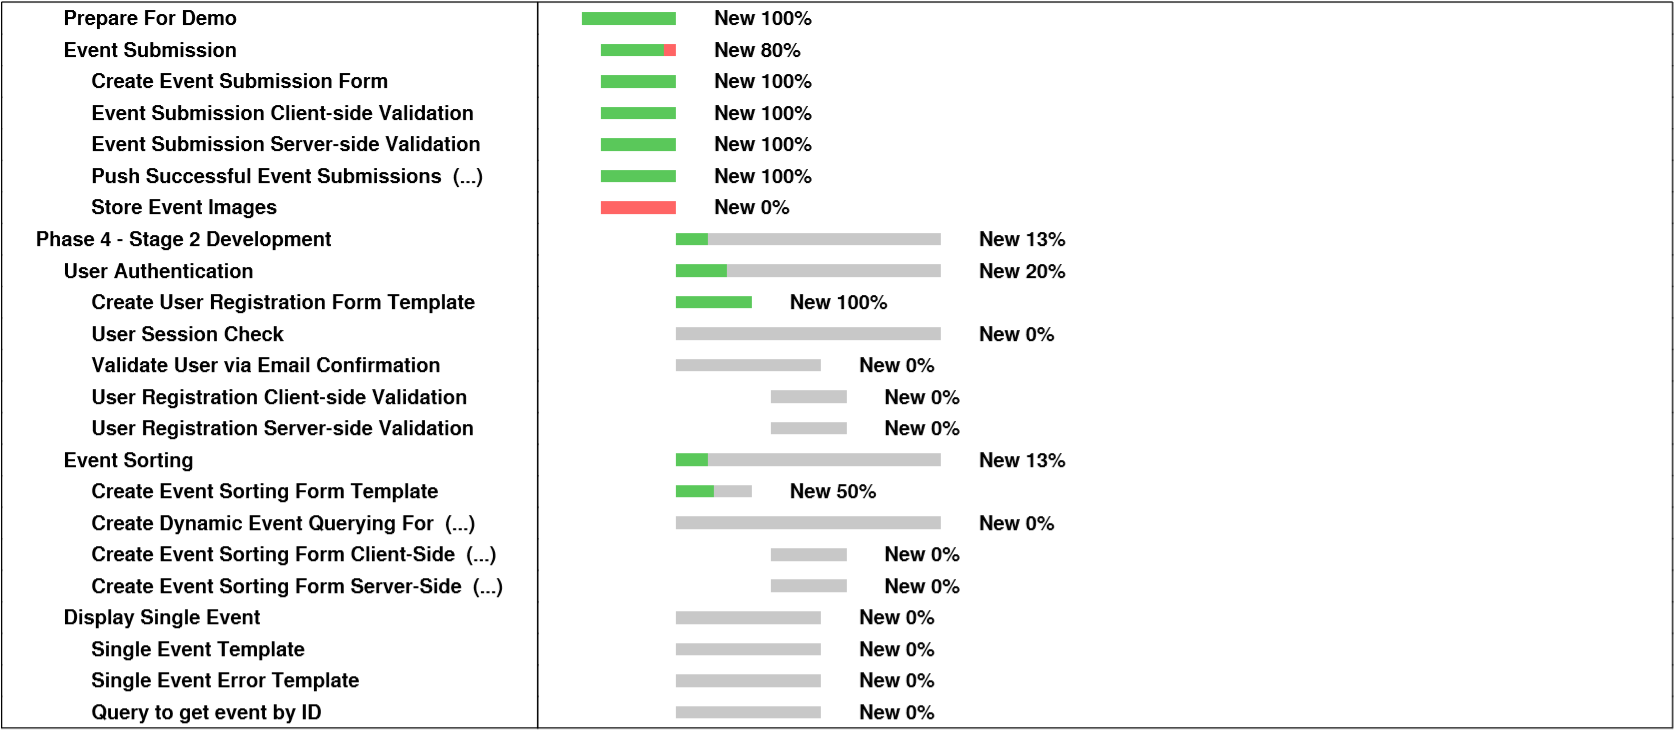 Prepare For Demo New 100%
Event Submission New 80%
Create Event Submission Form New 100%
Event Submission Client-side Validation New 100%
Event Submission Server-side Validation New 100%
Push Successful Event Submissions (...) New 100%
Store Event Images New 0%
Phase 4 - Stage 2 Development New 13%
User Authentication New 20%
Create User Registration Form Template New 100%
User Session Check New 0%
Validate User via Email Confirmation New 0%
User Registration Client-side Validation New 0%
User Registration Server-side Validation New 0%
Event Sorting New 13%
Create Event Sorting Form Template New 50%
Create Dynamic Event Querying For (...) New 0%
Create Event Sorting Form Client-Side (...) New 0%
Create Event Sorting Form Server-Side (...) New 0%
Display Single Event New 0%
Single Event Template New 0%
Single Event Error Template New 0%
Query to get event by ID New 0%